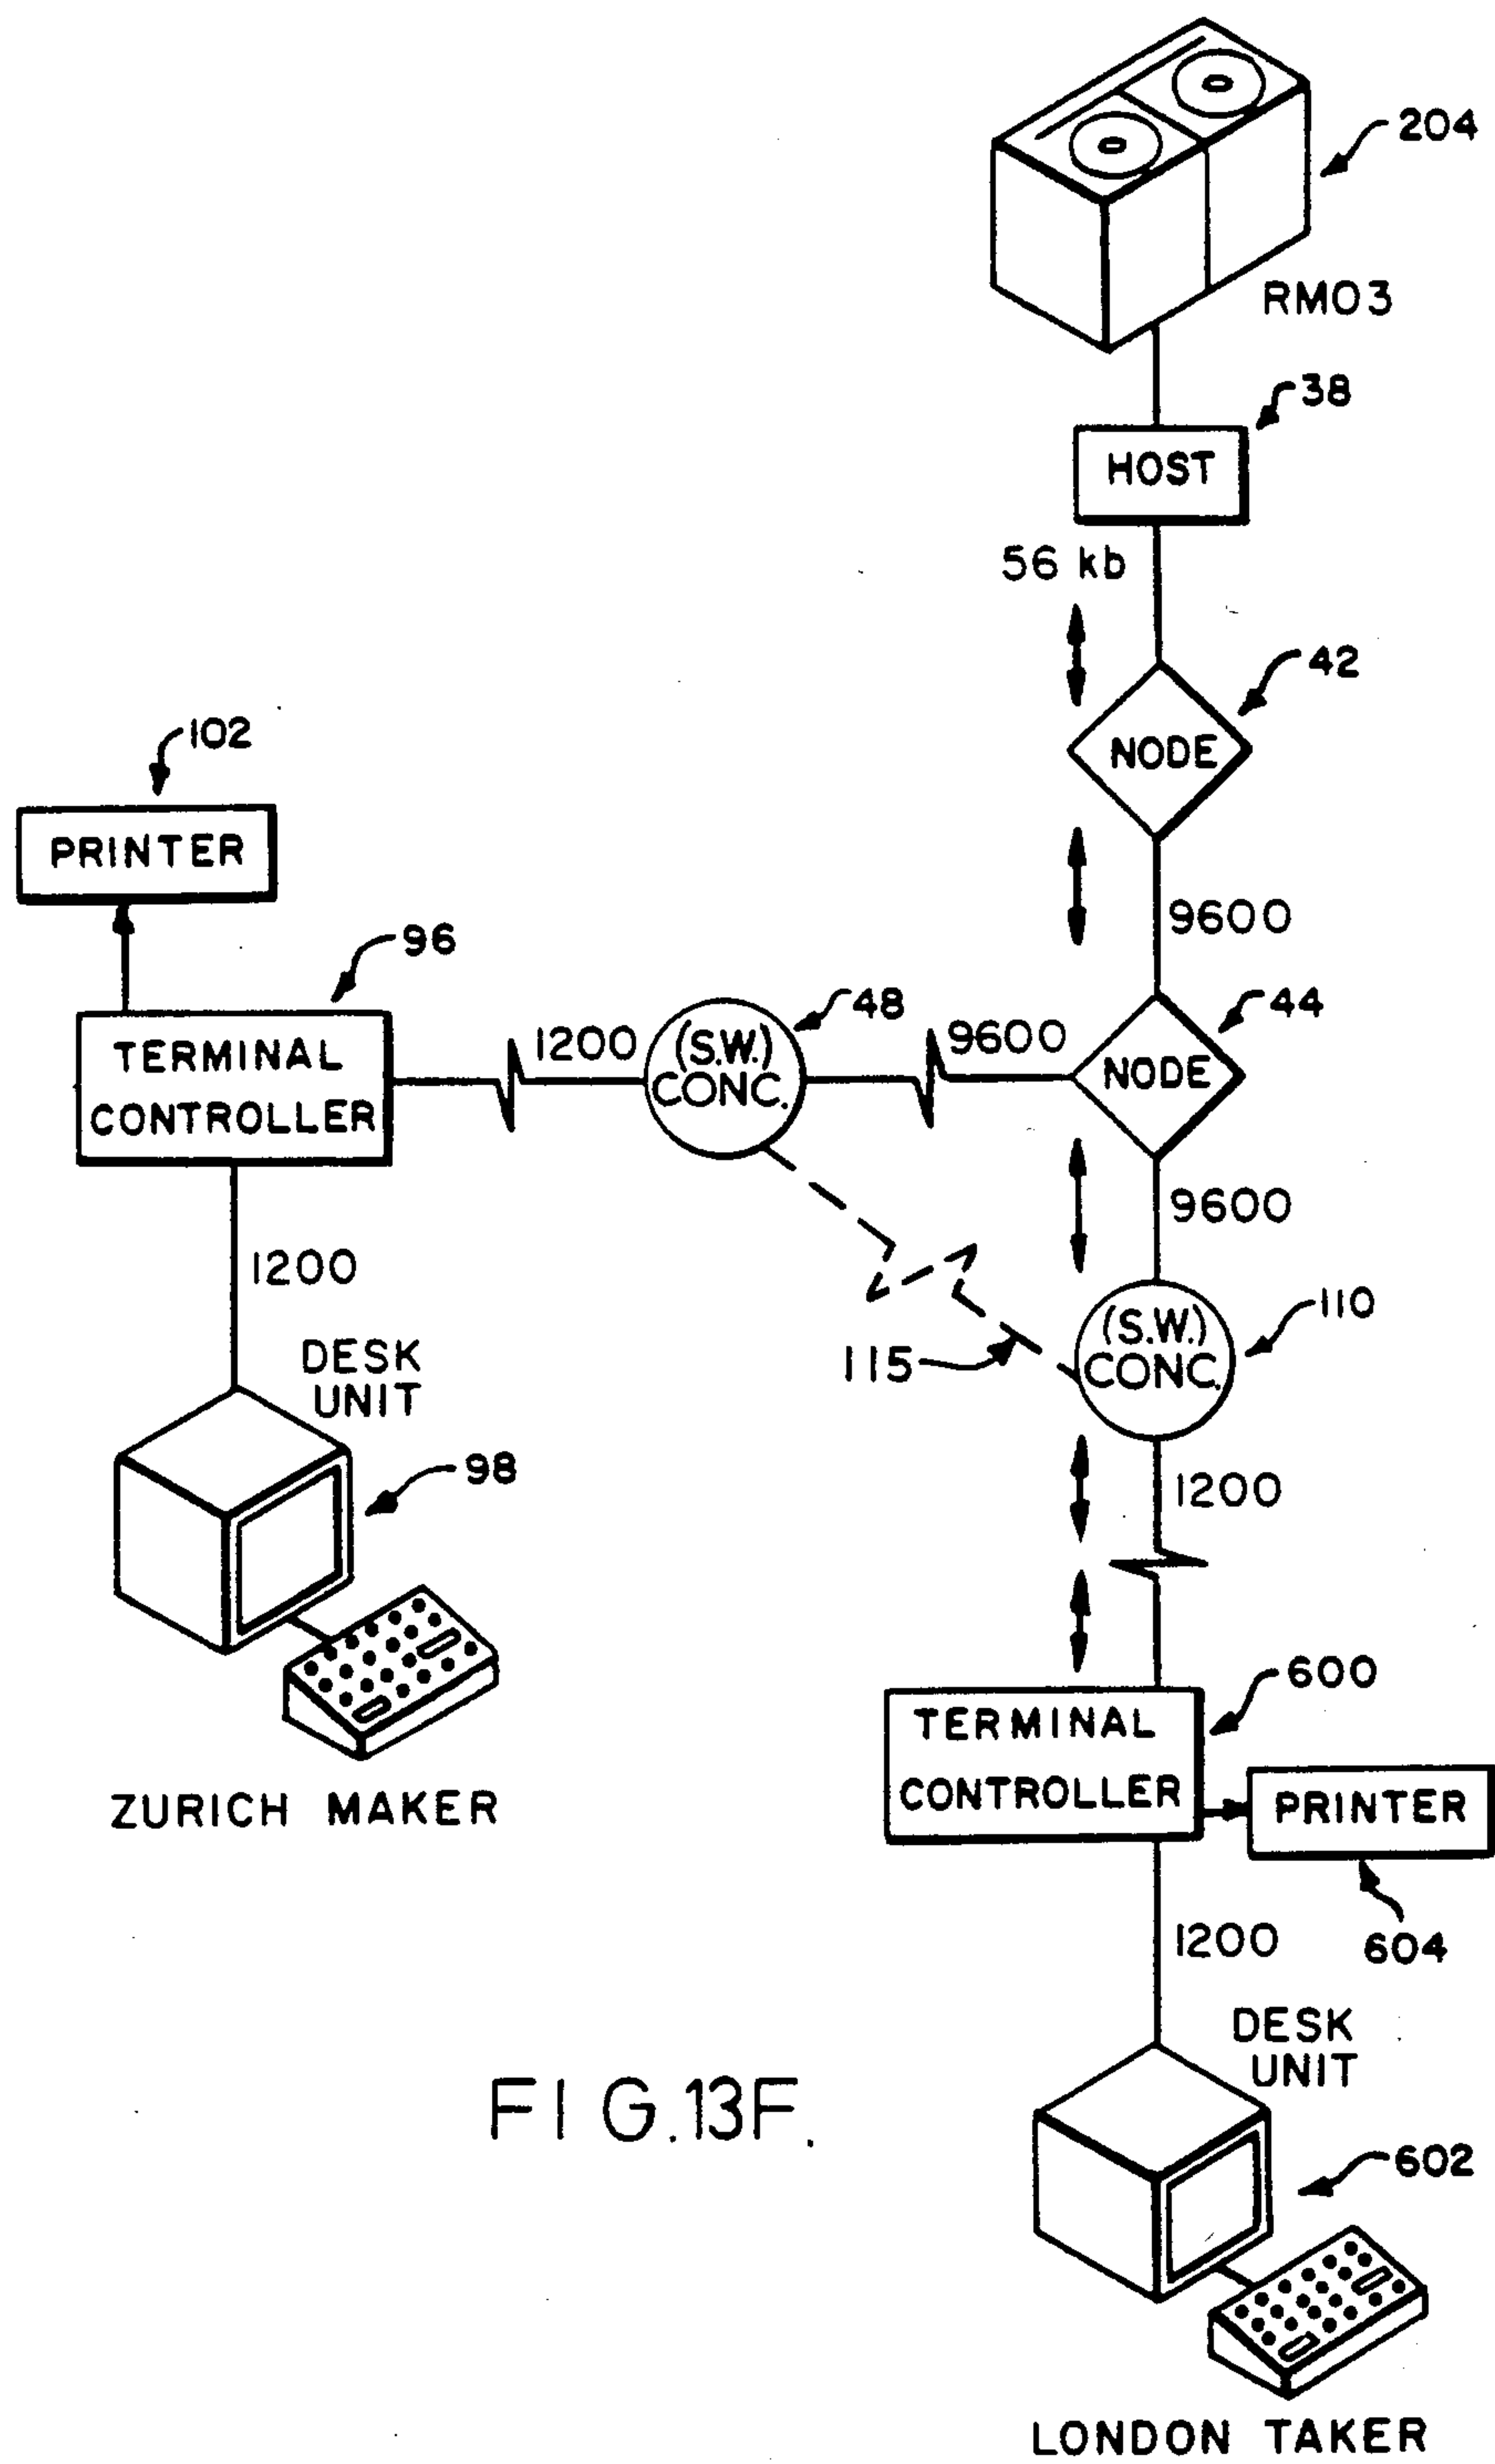 204
RM03
38
HOST
56 kb
42
NODE
102
PRINTER
9600
96
48
44
TERMINAL
CONTROLLER
1200
(S.W.)
CONC.
9600
NODE
9600
1200
110
(S.W.)
CONC.
115
DESK
UNIT
98
1200
600
TERMINAL
CONTROLLER
PRINTER
604
ZURICH MAKER
1200
DESK
UNIT
FIG.13F.
602
LONDON TAKER